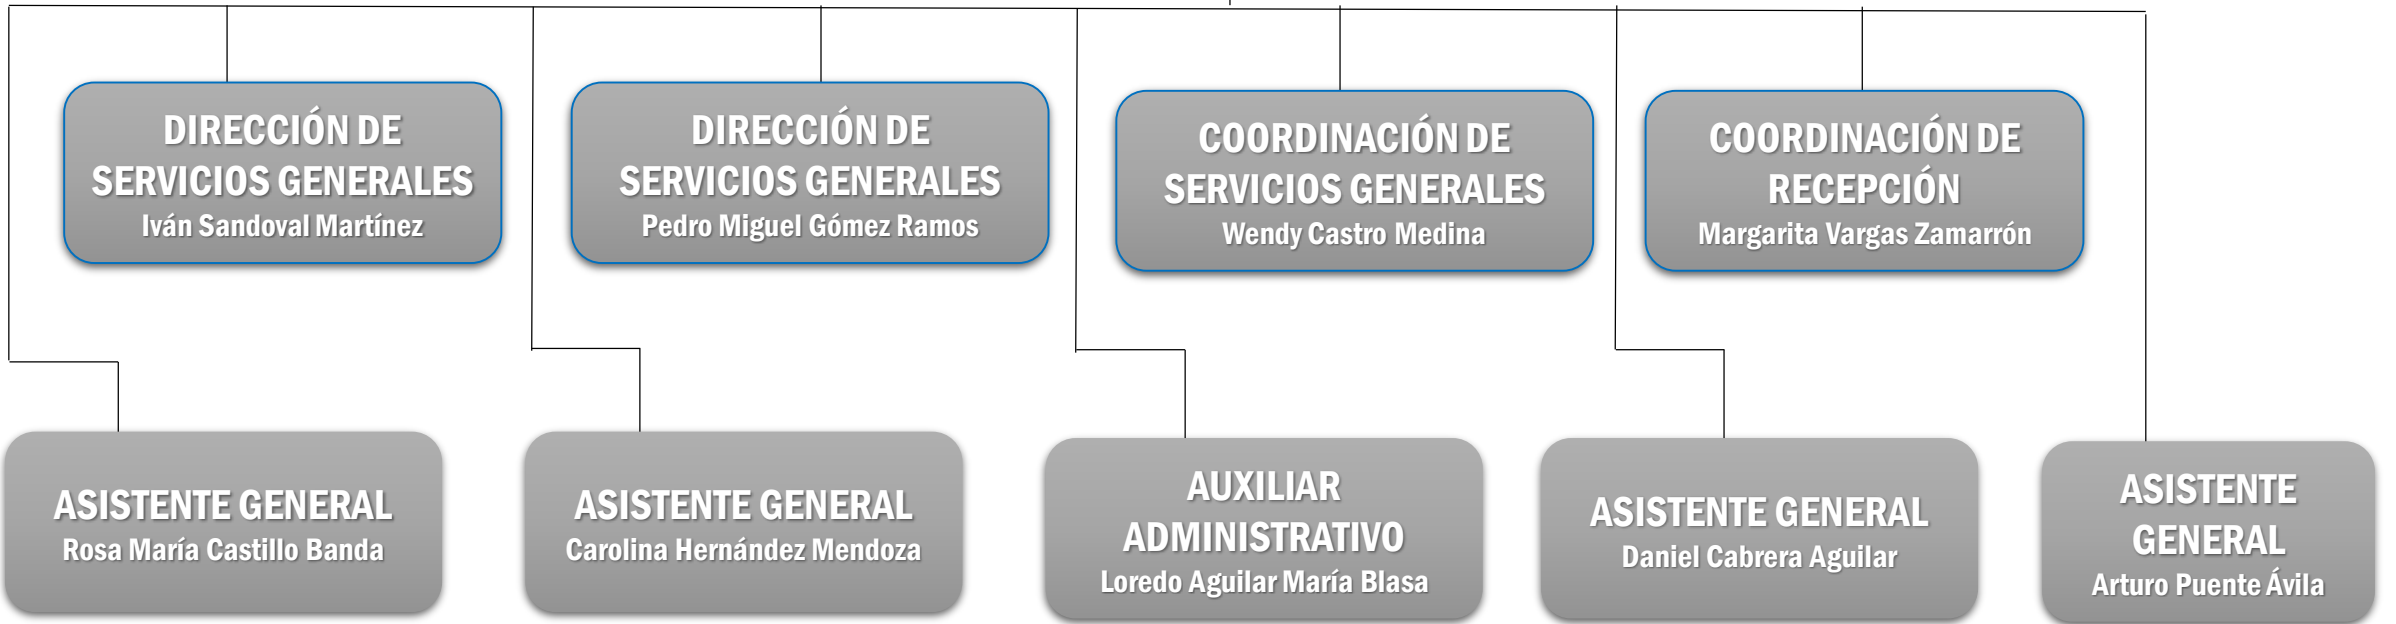 DIRECCIÓN DE
SERVICIOS GENERALES
Iván Sandoval Martínez
DIRECCIÓN DE
SERVICIOS GENERALES
Pedro Miguel Gómez Ramos
COORDINACIÓN DE
SERVICIOS GENERALES
Wendy Castro Medina
COORDINACIÓN DE
RECEPCIÓN
Margarita Vargas Zamarrón
ASISTENTE GENERAL
Rosa María Castillo Banda
ASISTENTE GENERAL
Carolina Hernández Mendoza
AUXILIAR
ADMINISTRATIVO
Loredo Aguilar María Blasa
ASISTENTE GENERAL
Daniel Cabrera Aguilar
ASISTENTE
GENERAL
Arturo Puente Ávila